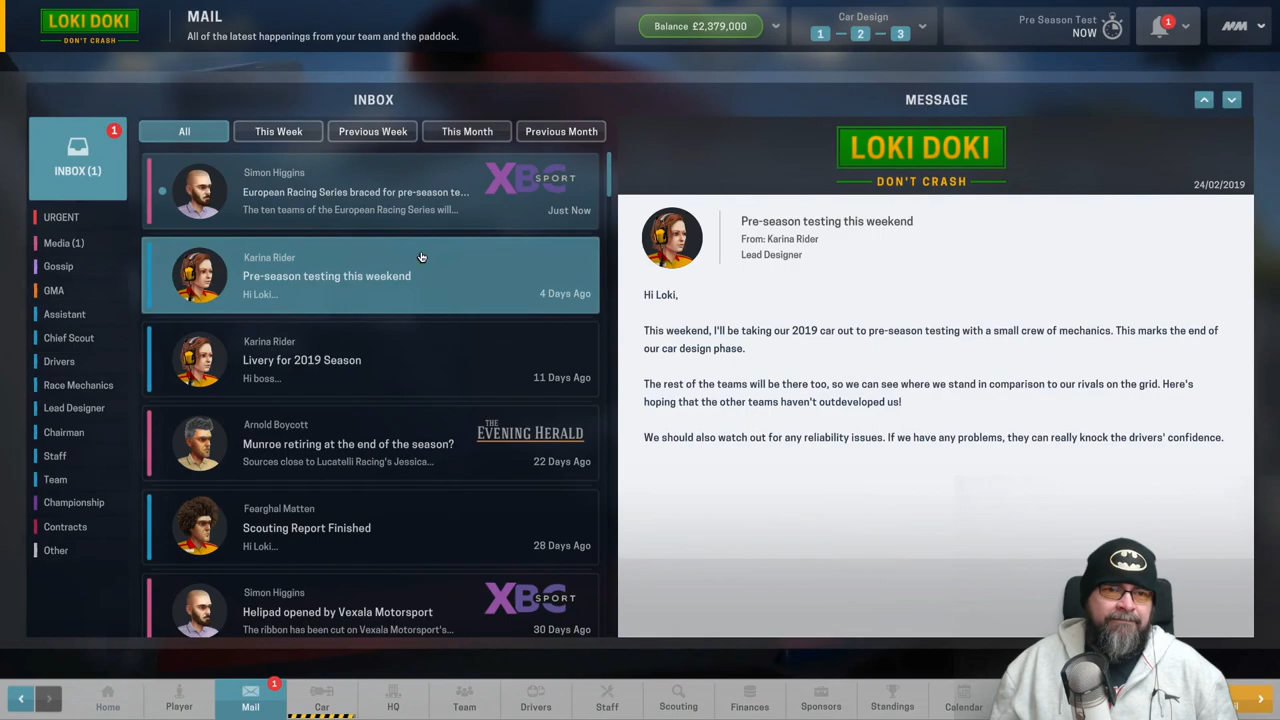 LOKI DOKI
DON'T CRASH
MAIL
All of the latest happenings from your team and the paddock.
Balance £2,379,000
Car Design
1 2 3
Pre Season Test
NOW
1
INBOX
MESSAGE
1
INBOX (1)
URGENT
Media (1)
Gossip
GMA
Assistant
Chief Scout
Drivers
Race Mechanics
Lead Designer
Chairman
Staff
Team
Championship
Contracts
Other
All
This Week
Previous Week
This Month
Previous Month
Simon Higgins
European Racing Series braced for pre-season te...
The ten teams of the European Racing Series will...
XBC SPORT
Just Now
Karina Rider
Pre-season testing this weekend
Hi Loki...
4 Days Ago
Karina Rider
Livery for 2019 Season
Hi boss...
11 Days Ago
Arnold Boycott
Munroe retiring at the end of the season?
Sources close to Lucatelli Racing's Jessica...
THE EVENING HERALD
22 Days Ago
Fearghal Matten
Scouting Report Finished
Hi Loki...
28 Days Ago
Simon Higgins
Helipad opened by Vexala Motorsport
The ribbon has been cut on Vexala Motorsport's...
XBC SPORT
30 Days Ago
LOKI DOKI
DON'T CRASH
24/02/2019
Pre-season testing this weekend
From: Karina Rider
Lead Designer
Hi Loki,
This weekend, I'll be taking our 2019 car out to pre-season testing with a small crew of mechanics. This marks the end of
our car design phase.
The rest of the teams will be there too, so we can see where we stand in comparison to our rivals on the grid. Here's
hoping that the other teams haven't outdeveloped us!
We should also watch out for any reliability issues. If we have any problems, they can really knock the drivers' confidence.
Home
Player
1
Mail
Car
HQ
Team
Drivers
Staff
Scouting
Finances
Sponsors
Standings
Calendar